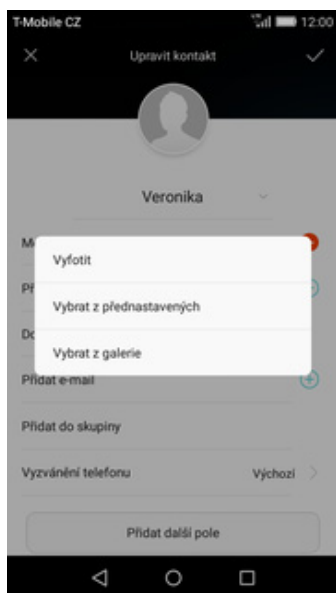 T-Mobile CZ 12:00
Upravit kontakt
Veronika
Vyfotit
Vybrat z přednastavených
Vybrat z galerie
Přidat e-mail
Přidat do skupiny
Vyzvánění telefonu Výchozí
Přidat další pole